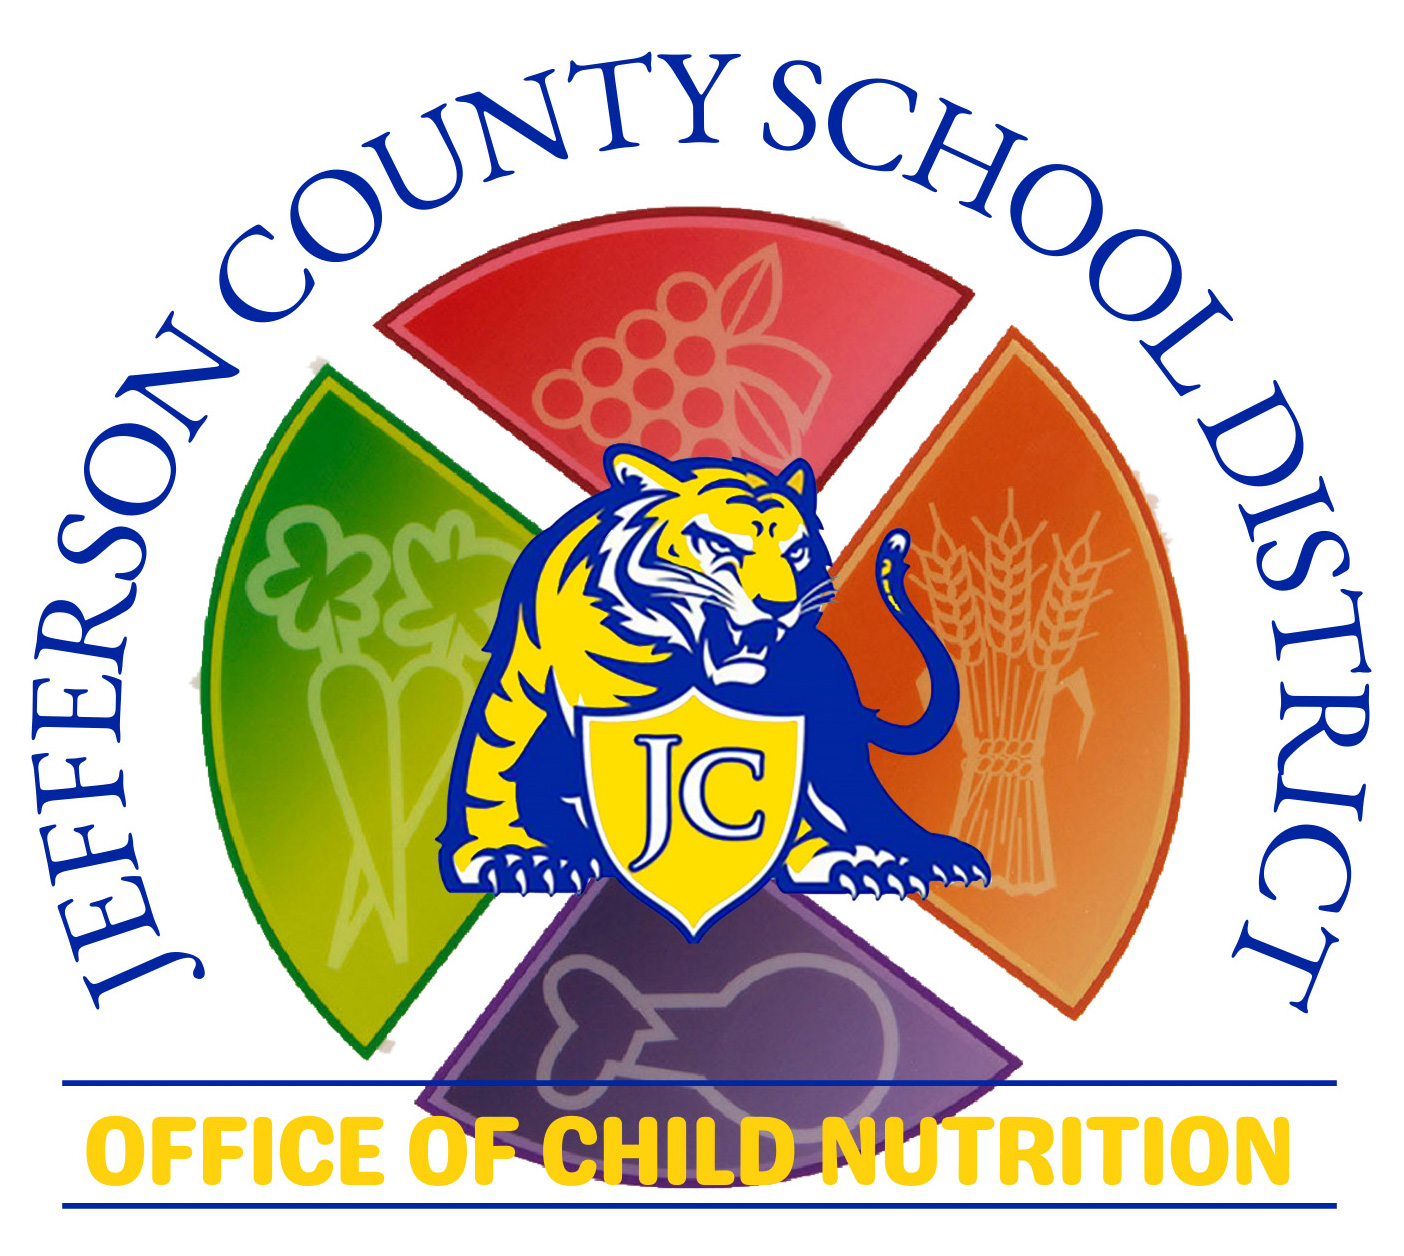 JEFFERSON COUNTY SCHOOL DISTRICT
JC
OFFICE OF CHILD NUTRITION